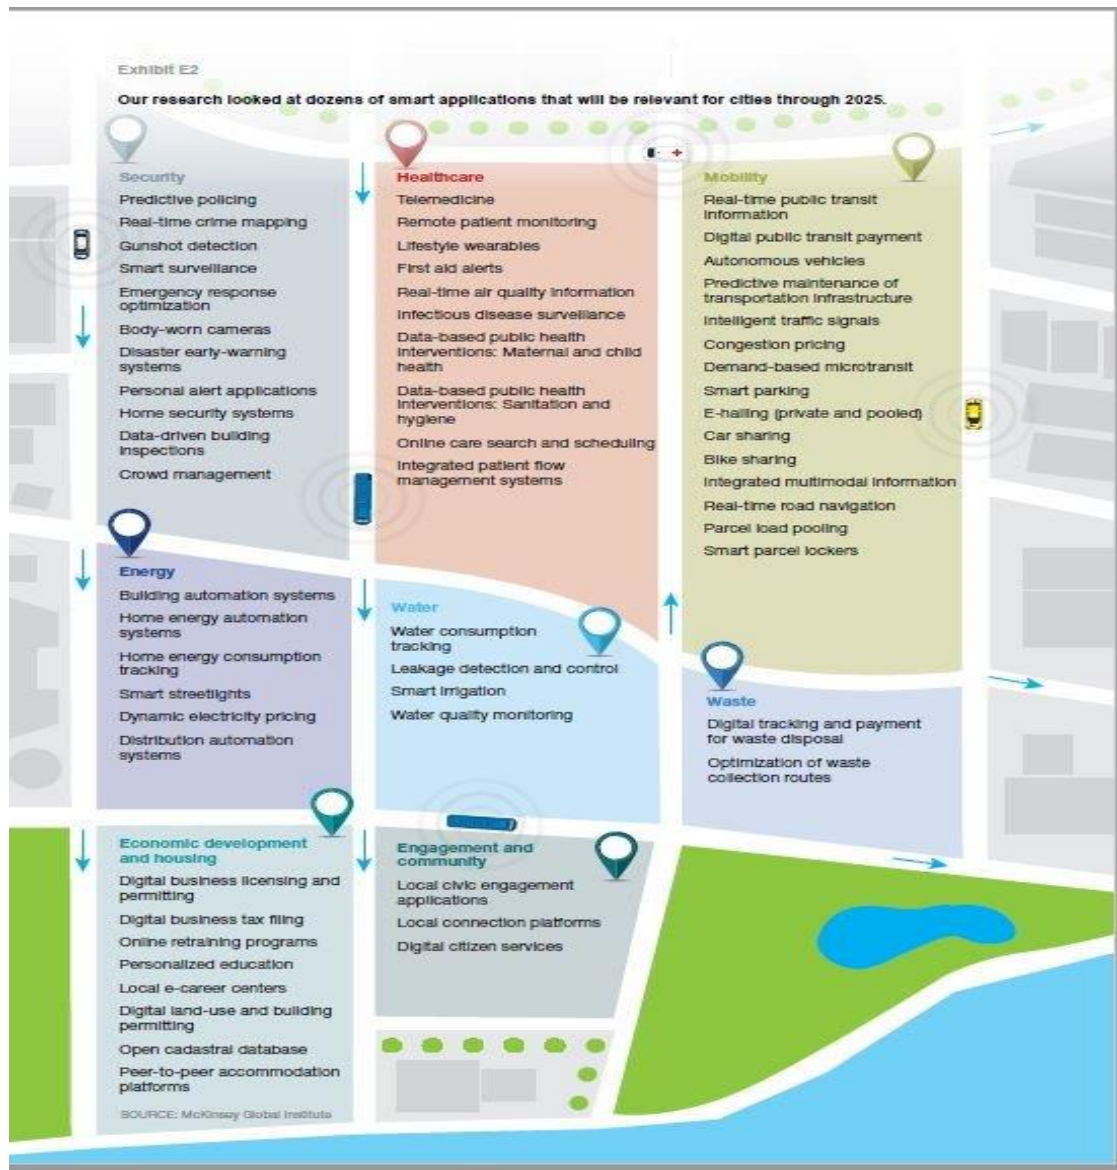 Exhibit E2
Our research looked at dozens of smart applications that will be relevant for cities through 2025.
Security
Predictive policing
Real-time crime mapping
Gunshot detection
Smart surveillance
Emergency response
optimization
Body-worn cameras
Disaster early-warning
systems
Personal alert applications
Home security systems
Data-driven building
inspections
Crowd management
Healthcare
Telemedicine
Remote patient monitoring
Lifestyle wearables
First aid alerts
Real-time air quality information
Infectious disease surveillance
Data-based public health
interventions: Maternal and child
health
Data-based public health
interventions: Sanitation and
hygiene
Online care search and scheduling
Integrated patient flow
management systems
Mobility
Real-time public transit
information
Digital public transit payment
Autonomous vehicles
Predictive maintenance of
transportation infrastructure
Intelligent traffic signals
Congestion pricing
Demand-based microtransit
Smart parking
E-hailing (private and pooled)
Car sharing
Bike sharing
Integrated multimodal information
Real-time road navigation
Parcel load pooling
Smart parcel lockers
Energy
Building automation systems
Home energy automation
systems
Home energy consumption
tracking
Smart streetlights
Dynamic electricity pricing
Distribution automation
systems
Water
Water consumption
tracking
Leakage detection and control
Smart irrigation
Water quality monitoring
Waste
Digital tracking and payment
for waste disposal
Optimization of waste
collection routes
Economic development
and housing
Digital business licensing and
permitting
Digital business tax filing
Online retraining programs
Personalized education
Local e-career centers
Digital land-use and building
permitting
Open cadastral database
Peer-to-peer accommodation
platforms
Engagement and
community
Local civic engagement
applications
Local connection platforms
Digital citizen services
SOURCE: McKinsey Global Institute